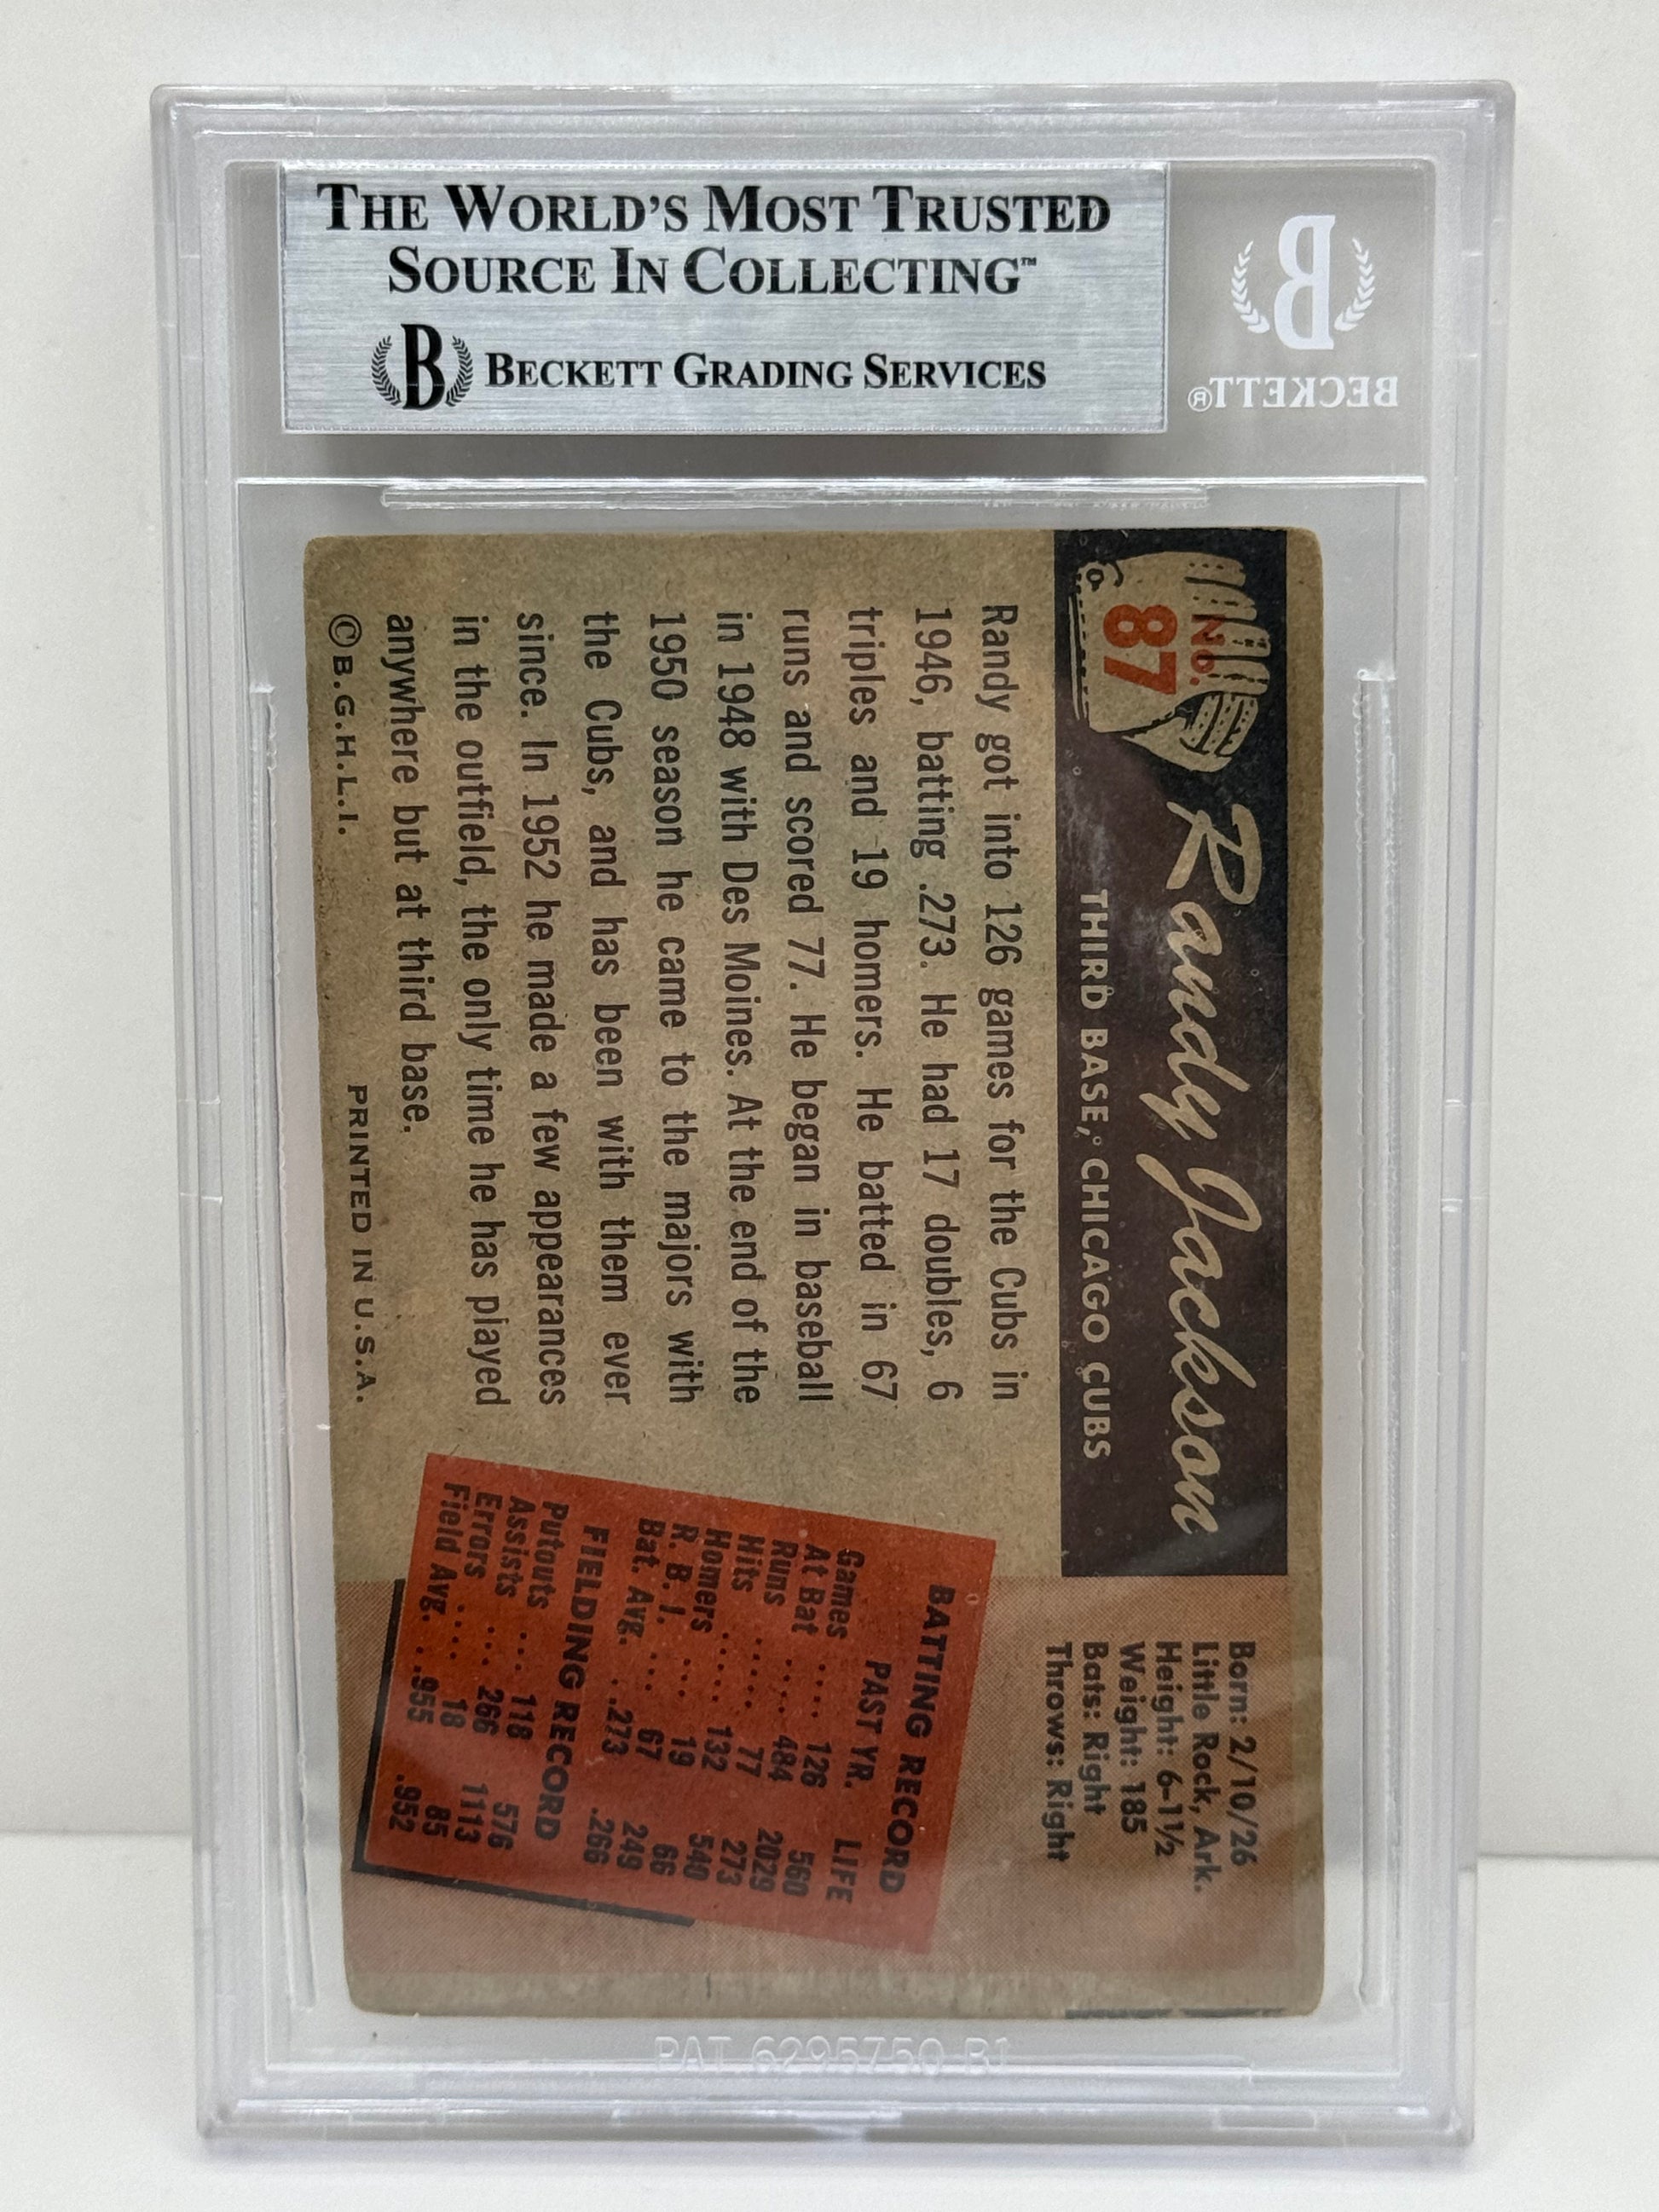 THE WORLD'S MOST TRUSTED
SOURCE IN COLLECTING™
B BECKETT GRADING SERVICES
B
BECKETT®
No.
87
Randy Jackson
THIRD BASE, CHICAGO CUBS
Randy got into 126 games for the Cubs in
1946, batting .273. He had 17 doubles, 6
triples and 19 homers. He batted in 67
runs and scored 77. He began in baseball
in 1948 with Des Moines. At the end of the
1950 season he came to the majors with
the Cubs, and has been with them ever
since. In 1952 he made a few appearances
in the outfield, the only time he has played
anywhere but at third base.
©B.G.H.L.I.
PRINTED IN U.S.A.
Born: 2/10/26
Little Rock, Ark.
Height: 6-1½
Weight: 185
Bats: Right
Throws: Right
BATTING RECORD
PAST YR. LIFE
Games .... 126 560
At Bat .... 484 2029
Runs ..... 77 273
Hits ..... 132 540
Homers ... 19 66
R. B. I. .... 67 249
Bat. Avg. . .273 .266
FIELDING RECORD
Putouts .... 118 576
Assists ... 266 1113
Errors .... 18 85
Field Avg. . .955 .952
PAT 6295750 B1